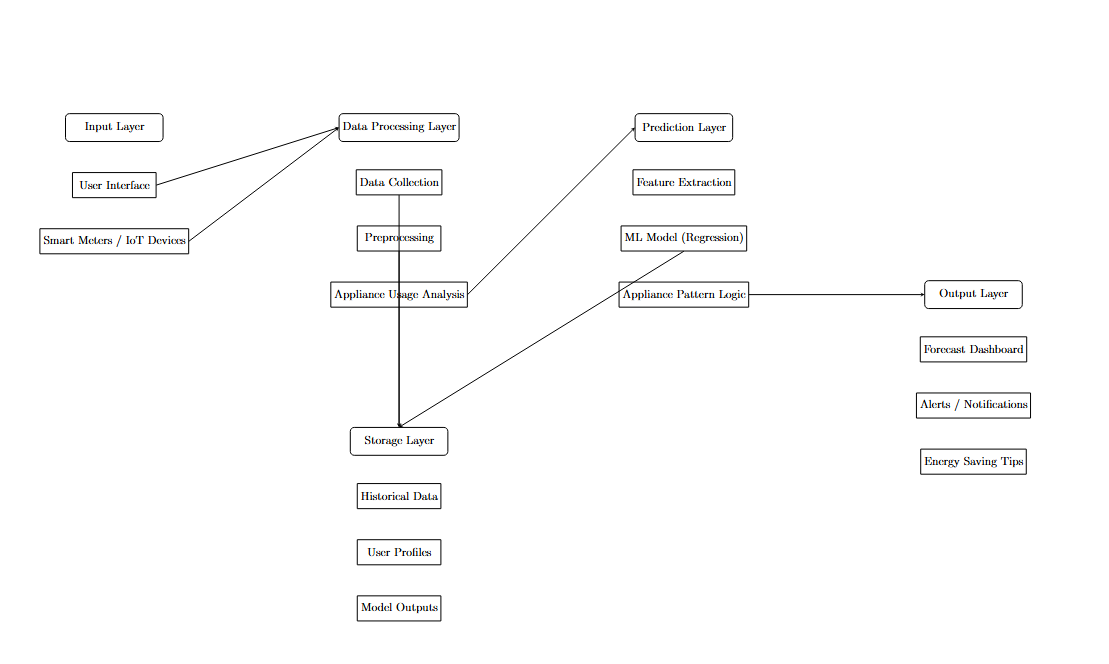 Input Layer
User Interface
Smart Meters / IoT Devices
Data Processing Layer
Data Collection
Preprocessing
Appliance Usage Analysis
Storage Layer
Historical Data
User Profiles
Model Outputs
Prediction Layer
Feature Extraction
ML Model (Regression)
Appliance Pattern Logic
Output Layer
Forecast Dashboard
Alerts / Notifications
Energy Saving Tips